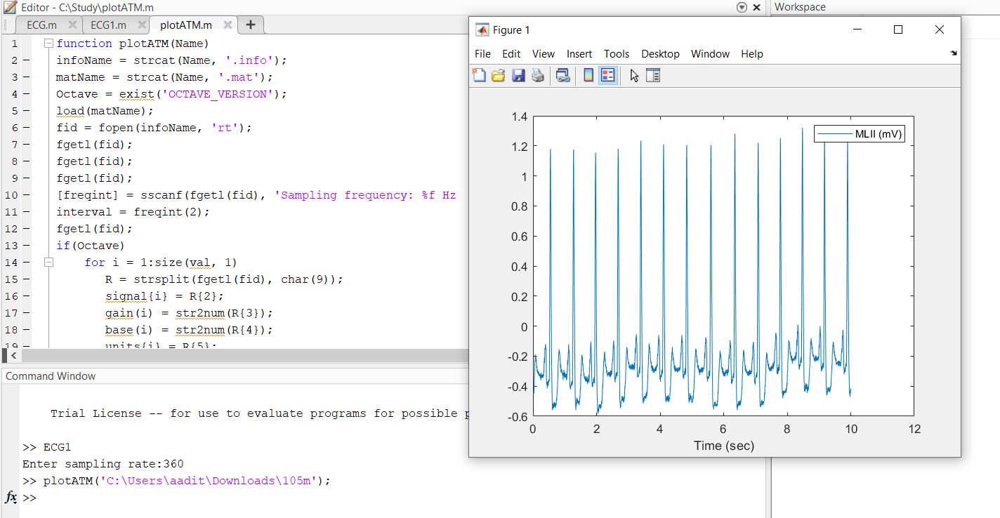 Editor - C:\Study\plotATM.m
ECG.m ECG1.m plotATM.m +
1 function plotATM(Name)
2 – infoName = strcat(Name, '.info');
3 – matName = strcat(Name, '.mat');
4 – Octave = exist('OCTAVE_VERSION');
5 – load(matName);
6 – fid = fopen(infoName, 'rt');
7 – fgetl(fid);
8 – fgetl(fid);
9 – fgetl(fid);
10 – [freqint] = sscanf(fgetl(fid), 'Sampling frequency: %f Hz
11 – interval = freqint(2);
12 – fgetl(fid);
13 – if(Octave)
14 – for i = 1:size(val, 1)
15 – R = strsplit(fgetl(fid), char(9));
16 – signal{i} = R{2};
17 – gain(i) = str2num(R{3});
18 – base(i) = str2num(R{4});
19 – units{i} = R{5};
Command Window
Trial License -- for use to evaluate programs for possible p
>> ECG1
Enter sampling rate:360
>> plotATM('C:\Users\aadit\Downloads\105m');
fx >>
Workspace
Figure 1
File Edit View Insert Tools Desktop Window Help
MLII (mV)
1.4
1.2
1
0.8
0.6
0.4
0.2
0
-0.2
-0.4
-0.6
0 2 4 6 8 10 12
Time (sec)